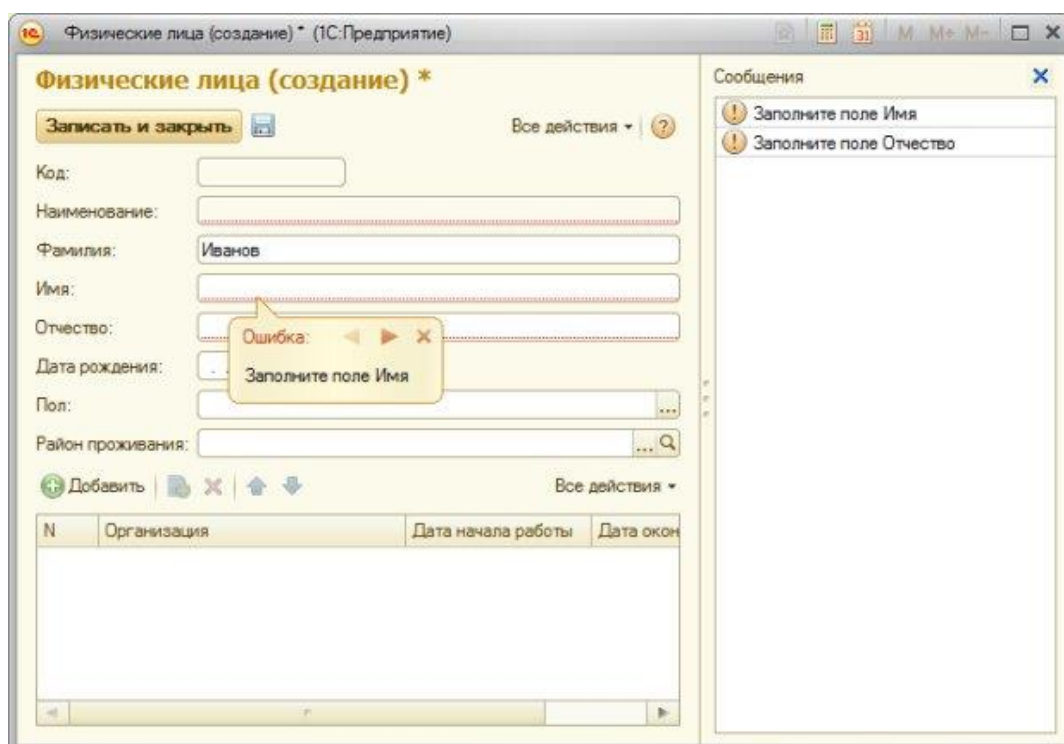 Физические лица (создание) * (1С:Предприятие)
31 M M+ M-
Физические лица (создание) *
Записать и закрыть
Все действия
?
Код:
Наименование:
Фамилия: Иванов
Имя:
Отчество:
Ошибка:
Заполните поле Имя
Дата рождения:
Пол:
...
Район проживания:
...
Добавить
Все действия
N Организация Дата начала работы Дата окон
Сообщения
Заполните поле Имя
Заполните поле Отчество